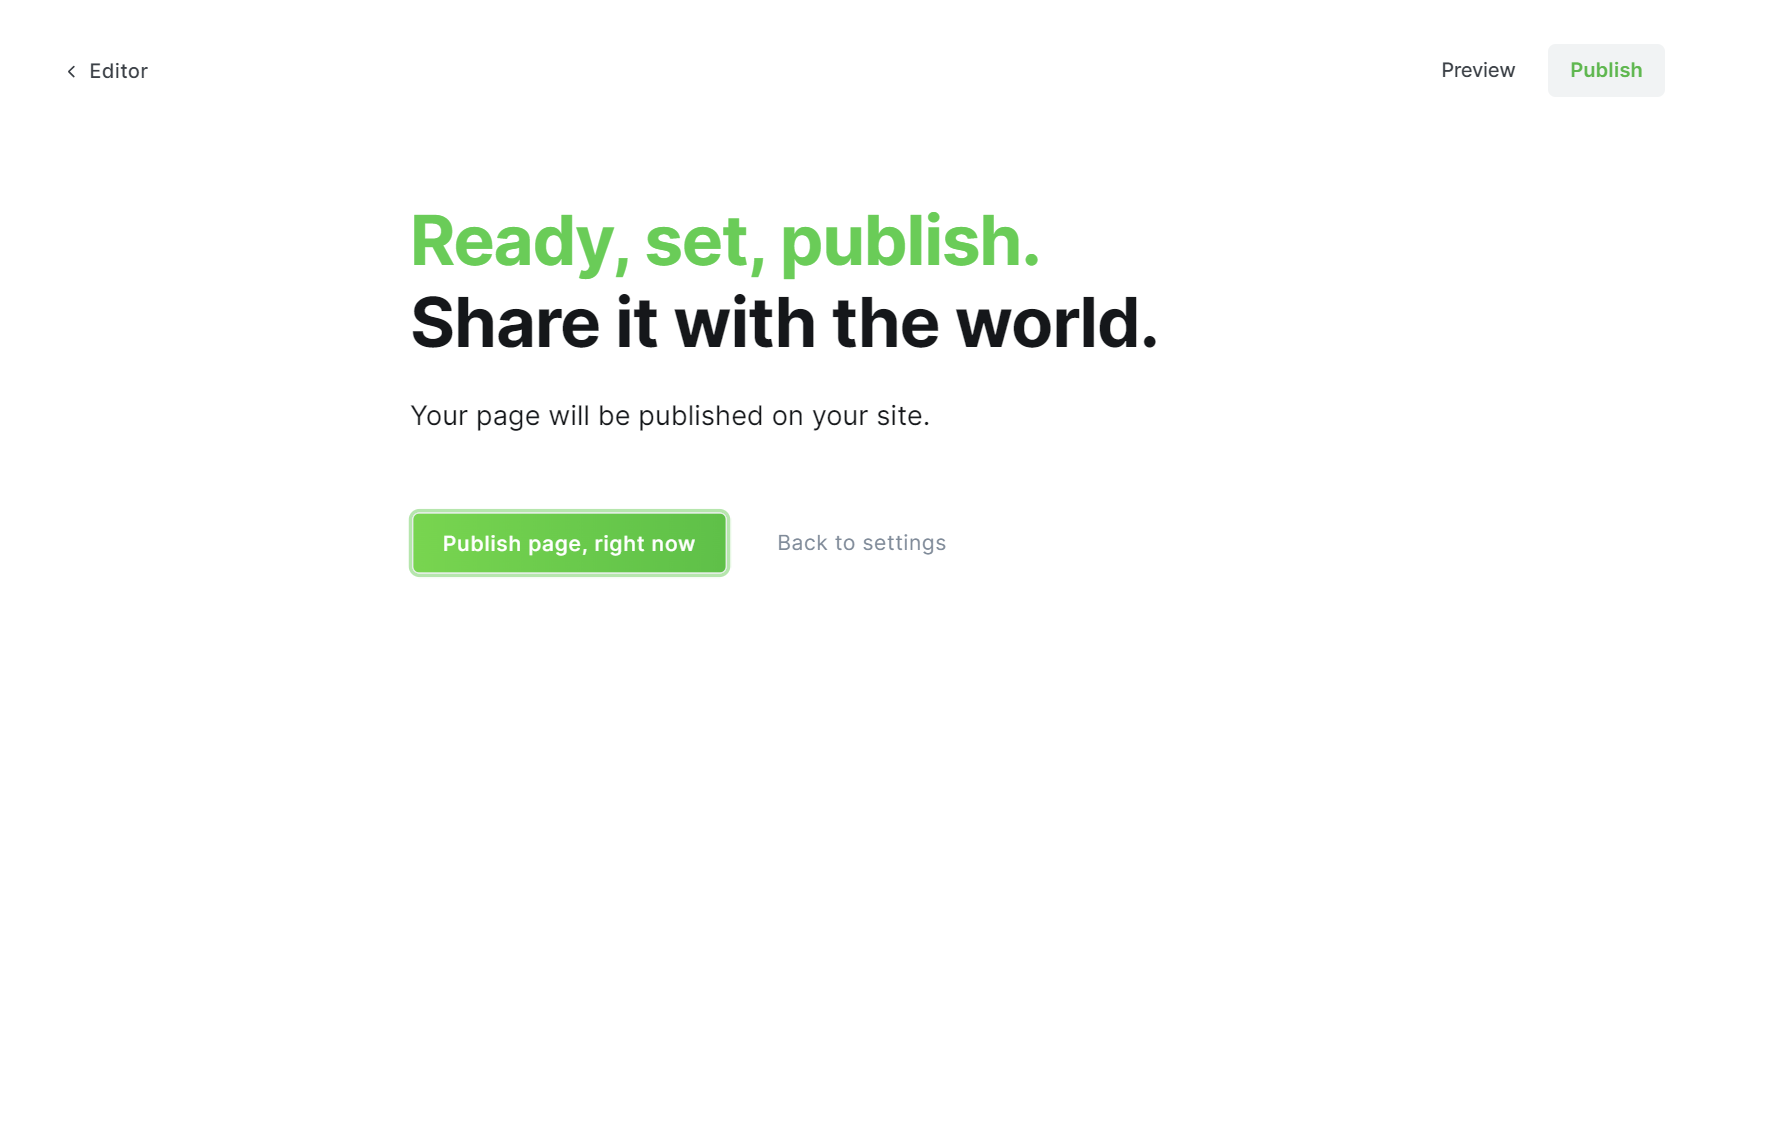 Editor
Preview
Publish
Ready, set, publish.
Share it with the world.
Your page will be published on your site.
Publish page, right now
Back to settings